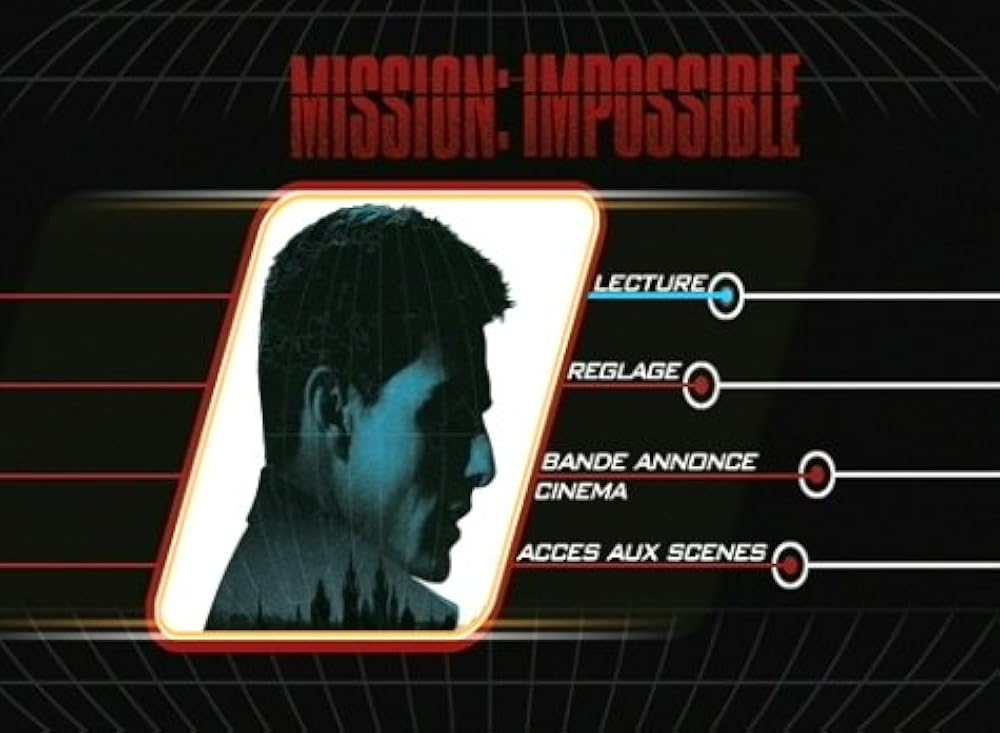 MISSION: IMPOSSIBLE
LECTURE
REGLAGE
BANDE ANNONCE
CINEMA
ACCES AUX SCENES